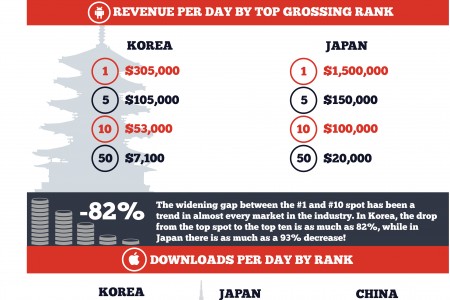 REVENUE PER DAY BY TOP GROSSING RANK
KOREA JAPAN
1 $305,000 1 $1,500,000
5 $105,000 5 $150,000
10 $53,000 10 $100,000
50 $7,100 50 $20,000
-82%
The widening gap between the #1 and #10 spot has been a
trend in almost every market in the industry. In Korea, the drop
from the top spot to the top ten is as much as 82%, while in
Japan there is as much as a 93% decrease!
DOWNLOADS PER DAY BY RANK
KOREA JAPAN CHINA